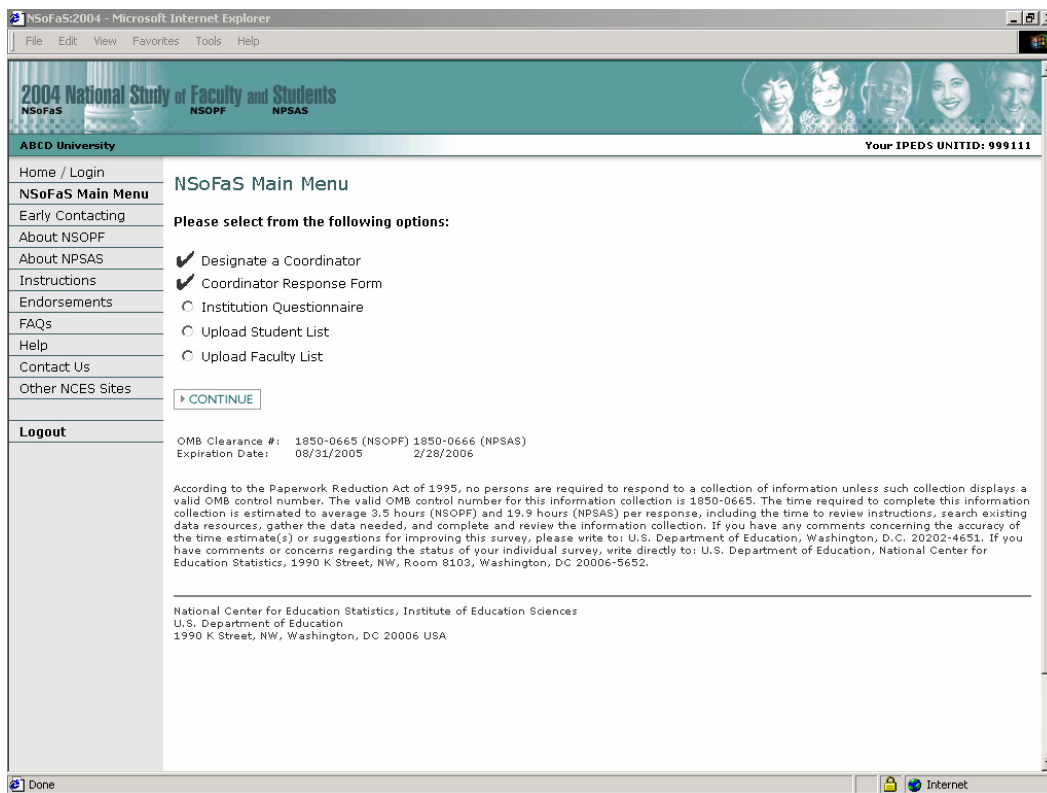 NSoFaS:2004 - Microsoft Internet Explorer
File Edit View Favorites Tools Help
2004 National Study of Faculty and Students
NSoFaS NSOPF NPSAS
ABCD University Your IPEDS UNITID: 999111
Home / Login
NSoFaS Main Menu
Early Contacting
About NSOPF
About NPSAS
Instructions
Endorsements
FAQs
Help
Contact Us
Other NCES Sites
Logout
NSoFaS Main Menu
Please select from the following options:
Designate a Coordinator
Coordinator Response Form
Institution Questionnaire
Upload Student List
Upload Faculty List
CONTINUE
OMB Clearance #: 1850-0665 (NSOPF) 1850-0666 (NPSAS)
Expiration Date: 08/31/2005 2/28/2006
According to the Paperwork Reduction Act of 1995, no persons are required to respond to a collection of information unless such collection displays a
valid OMB control number. The valid OMB control number for this information collection is 1850-0665. The time required to complete this information
collection is estimated to average 3.5 hours (NSOPF) and 19.9 hours (NPSAS) per response, including the time to review instructions, search existing
data resources, gather the data needed, and complete and review the information collection. If you have any comments concerning the accuracy of
the time estimate(s) or suggestions for improving this survey, please write to: U.S. Department of Education, Washington, D.C. 20202-4651. If you
have comments or concerns regarding the status of your individual survey, write directly to: U.S. Department of Education, National Center for
Education Statistics, 1990 K Street, NW, Room 8103, Washington, DC 20006-5652.
National Center for Education Statistics, Institute of Education Sciences
U.S. Department of Education
1990 K Street, NW, Washington, DC 20006 USA
Done Internet